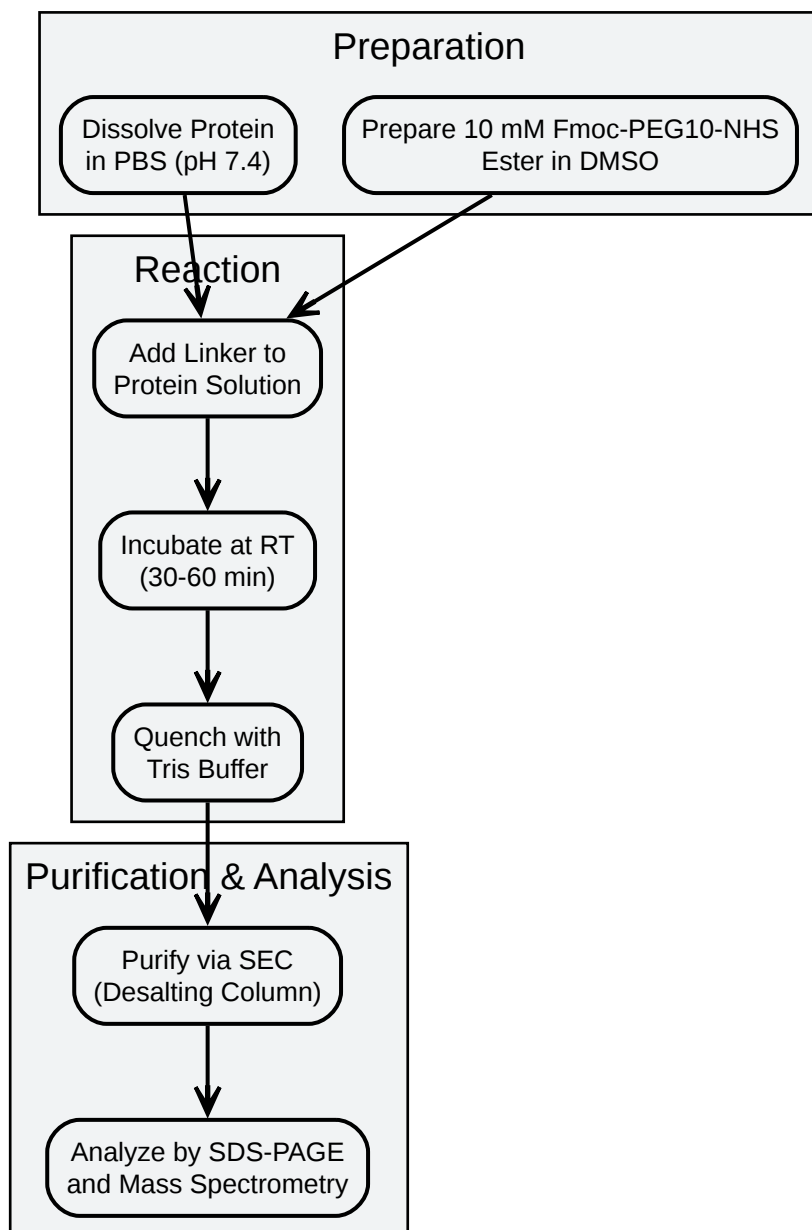 Preparation
Dissolve Protein
in PBS (pH 7.4)
Prepare 10 mM Fmoc-PEG10-NHS
Ester in DMSO
Reaction
Add Linker to
Protein Solution
Incubate at RT
(30-60 min)
Quench with
Tris Buffer
Purification & Analysis
Purify via SEC
(Desalting Column)
Analyze by SDS-PAGE
and Mass Spectrometry